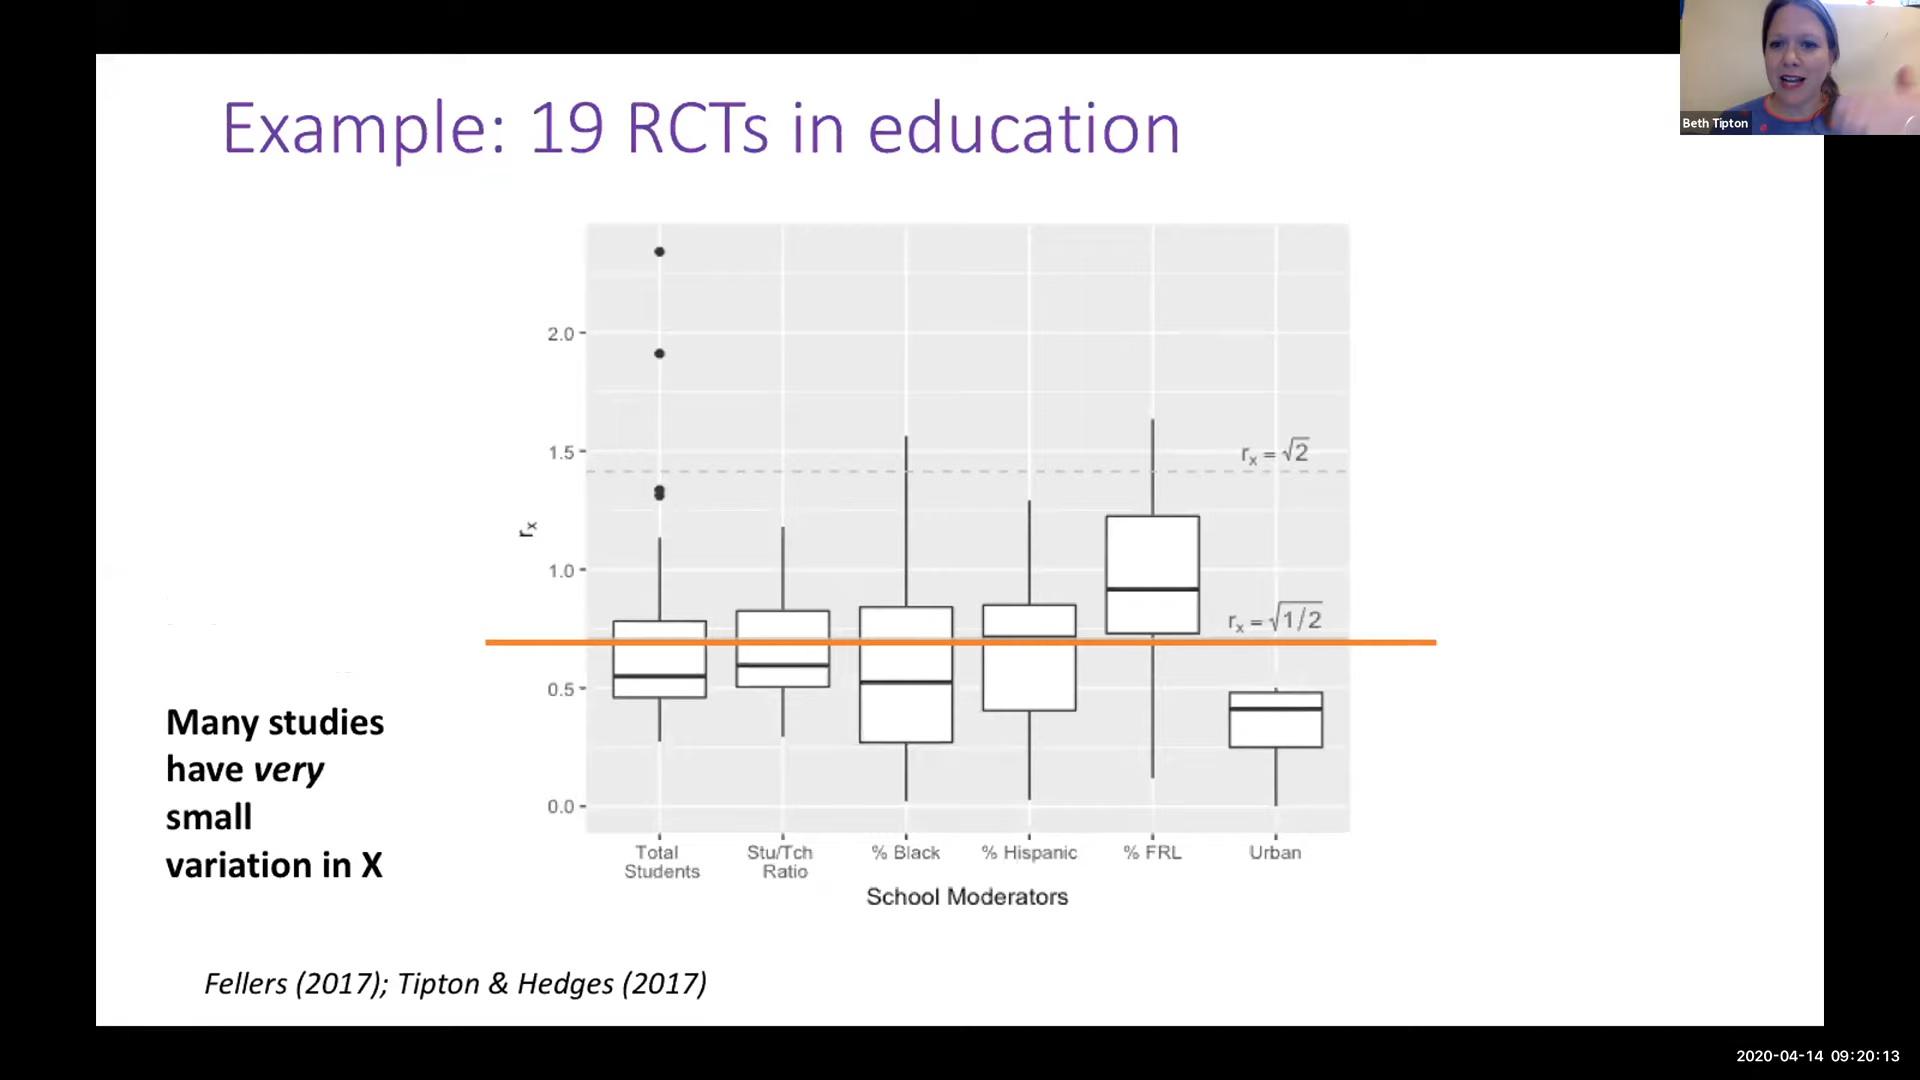 Beth Tipton
Example: 19 RCTs in education
2.0
1.5
1.0
0.5
0.0
rₓ
rₓ = √2
rₓ = √1/2
Total Students
Stu/Tch Ratio
% Black
% Hispanic
% FRL
Urban
School Moderators
Many studies
have very
small
variation in X
Fellers (2017); Tipton & Hedges (2017)
2020-04-14 09:20:13